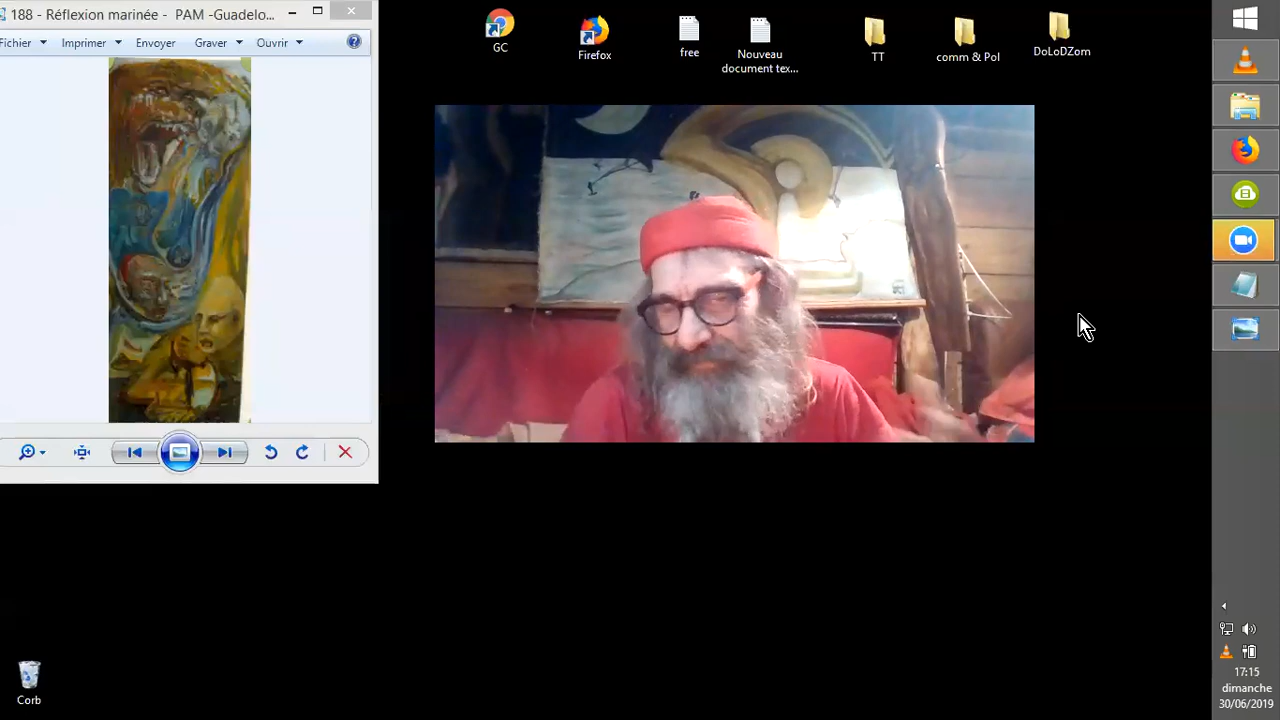 188 - Réflexion marinée - PAM -Guadelo...
Fichier
Imprimer
Envoyer
Graver
Ouvrir
GC
Firefox
free
Nouveau
document tex...
TT
comm & Pol
DoLoDZom
Corb
17:15
dimanche
30/06/2019